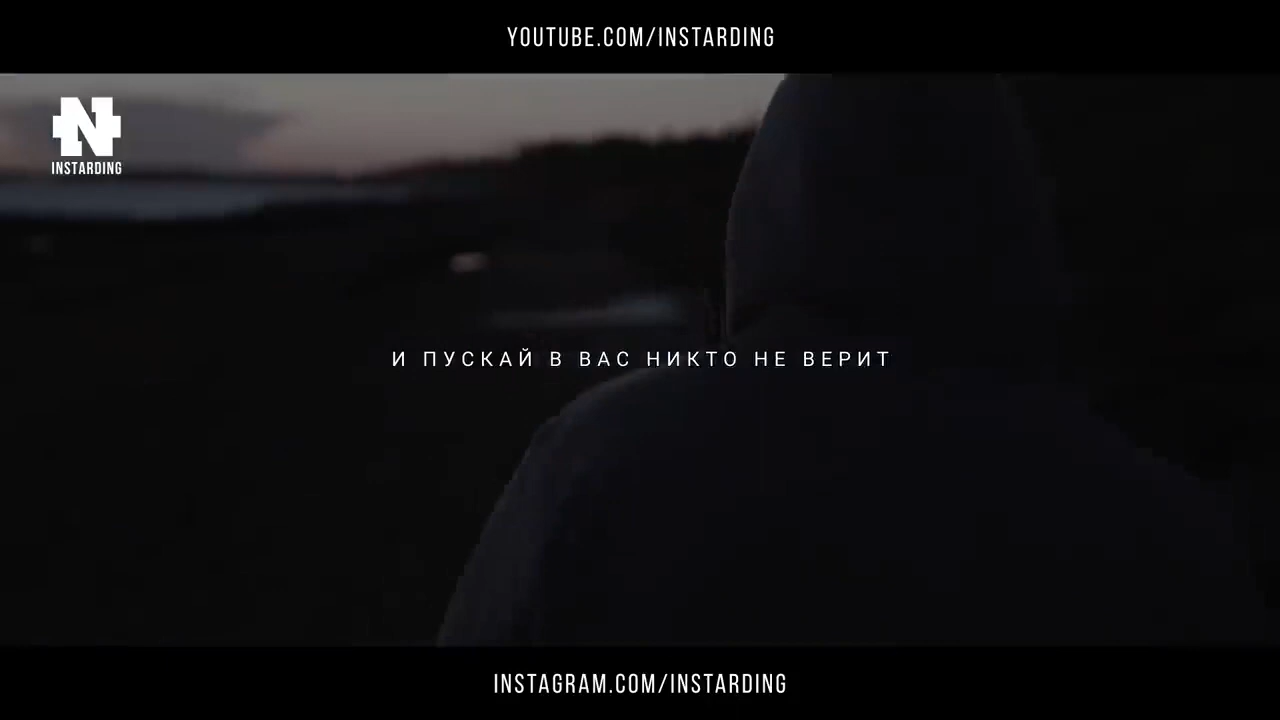 YOUTUBE.COM/INSTARDING
N
INSTARDING
И ПУСКАЙ В ВАС НИКТО НЕ ВЕРИТ
INSTAGRAM.COM/INSTARDING